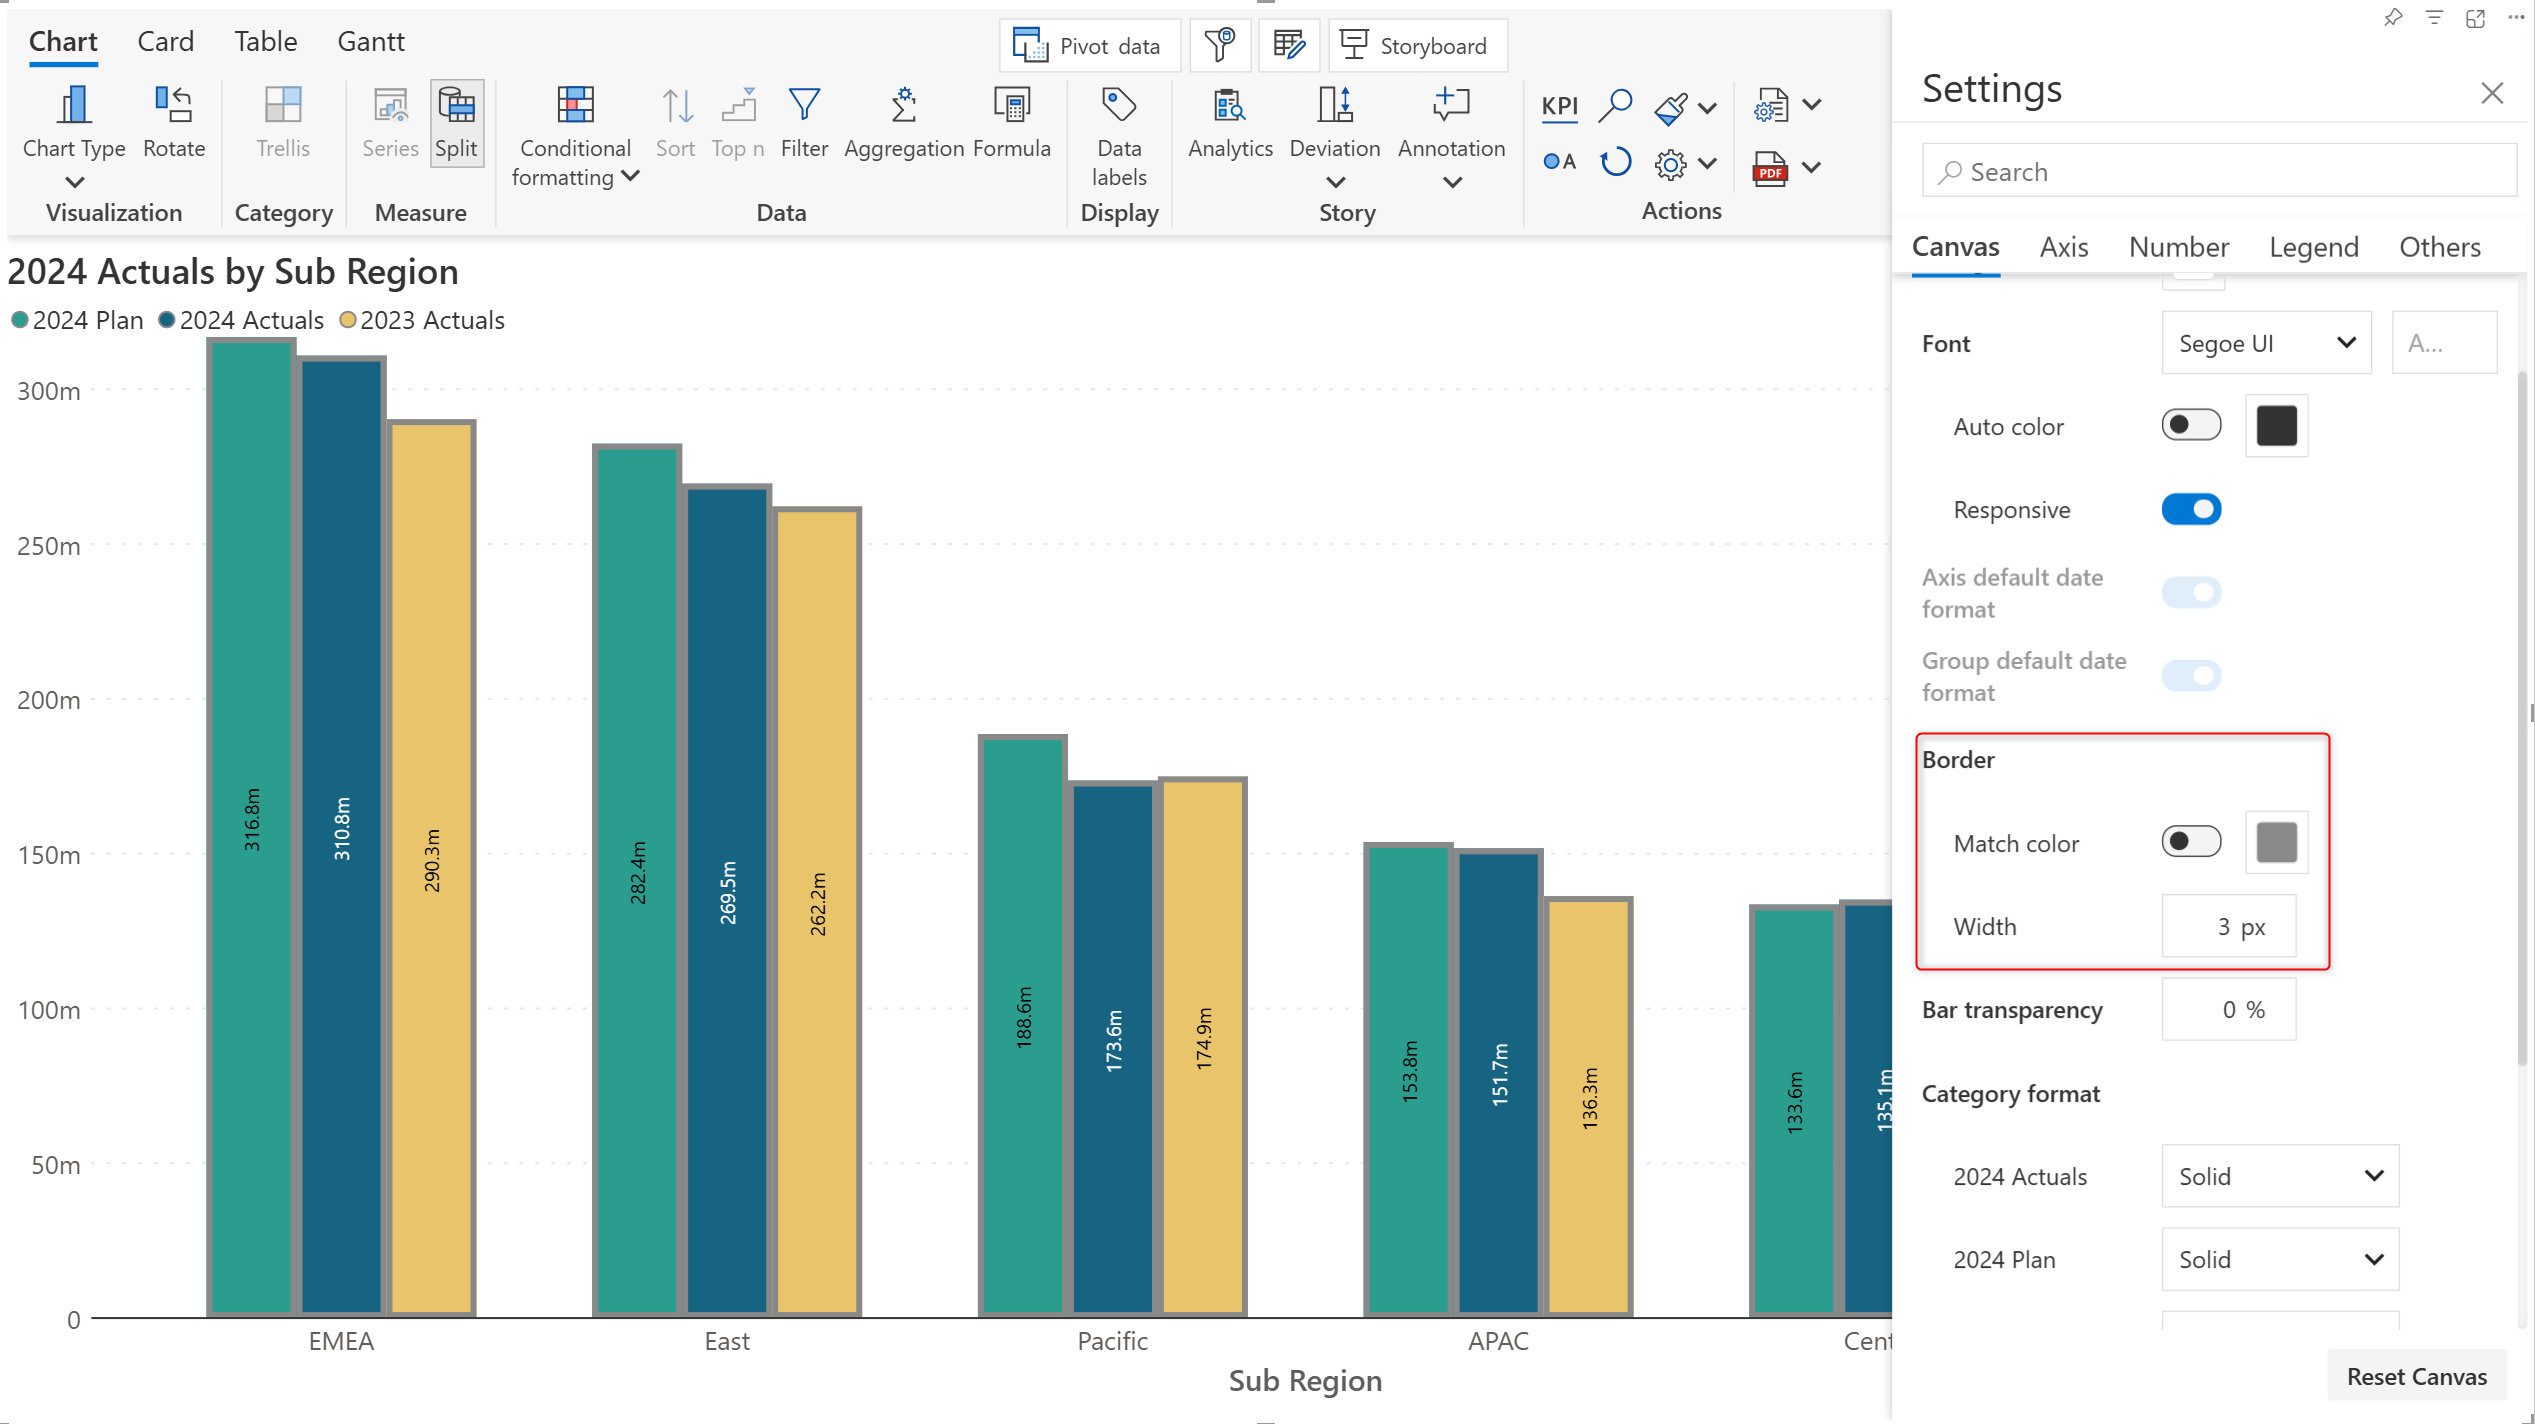 Chart Card Table Gantt
Pivot data
Storyboard
Chart Type
Rotate
Trellis
Series
Split
Conditional
formatting
Sort
Top n
Filter
Aggregation
Formula
Data
labels
Analytics
Deviation
Annotation
KPI
A
PDF
Visualization
Category
Measure
Data
Display
Story
Actions
2024 Actuals by Sub Region
2024 Plan 2024 Actuals 2023 Actuals
300m
250m
200m
150m
100m
50m
0
316.8m
310.8m
290.3m
282.4m
269.5m
262.2m
188.6m
173.6m
174.9m
153.8m
151.7m
136.3m
133.6m
135.1m
EMEA
East
Pacific
APAC
Cent
Sub Region
Settings
Search
Canvas Axis Number Legend Others
Font
Segoe UI
A...
Auto color
Responsive
Axis default date
format
Group default date
format
Border
Match color
Width
3 px
Bar transparency
0 %
Category format
2024 Actuals
Solid
2024 Plan
Solid
Reset Canvas